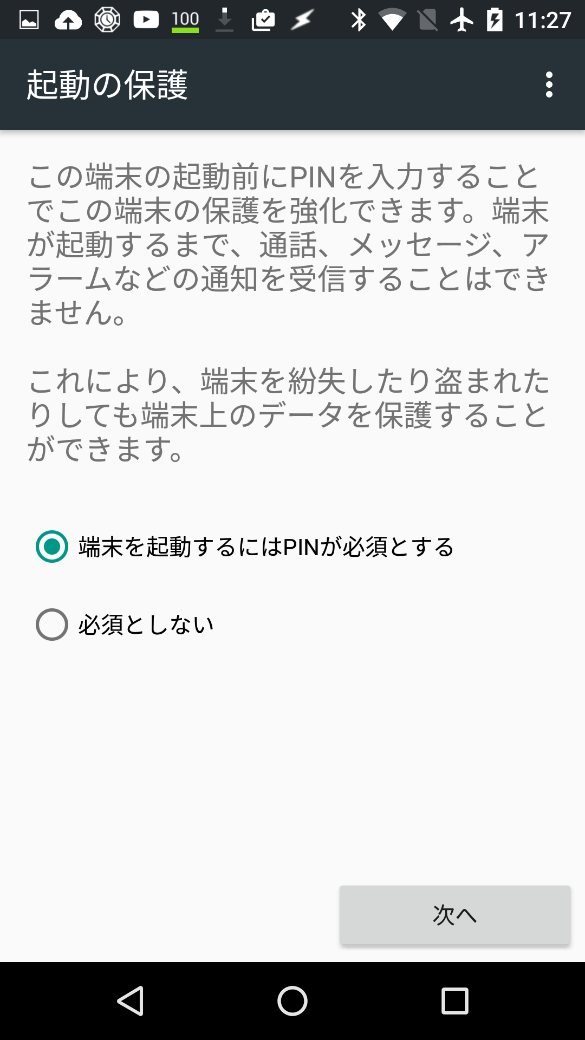 100
11:27
起動の保護
この端末の起動前にPINを入力すること
でこの端末の保護を強化できます。端末
が起動するまで、通話、メッセージ、ア
ラームなどの通知を受信することはでき
ません。
これにより、端末を紛失したり盗まれた
りしても端末上のデータを保護すること
ができます。
端末を起動するにはPINが必須とする
必須としない
次へ